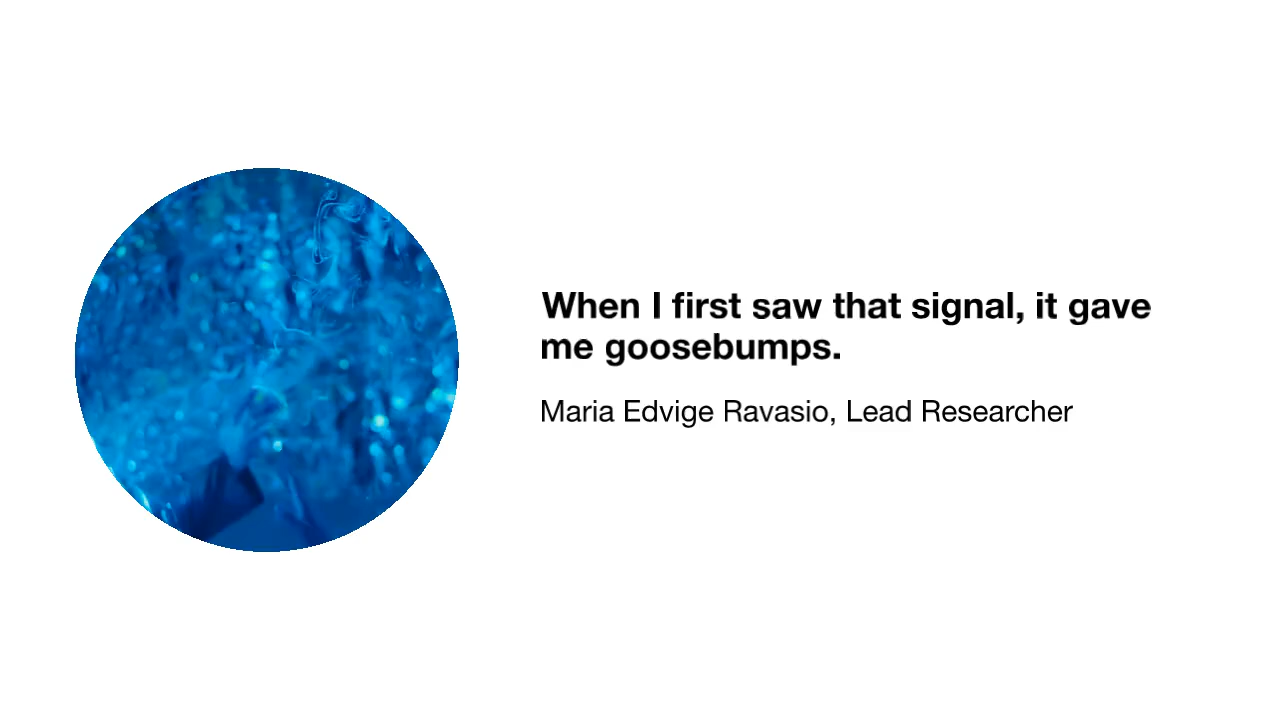 When I first saw that signal, it gave
me goosebumps.
Maria Edvige Ravasio, Lead Researcher